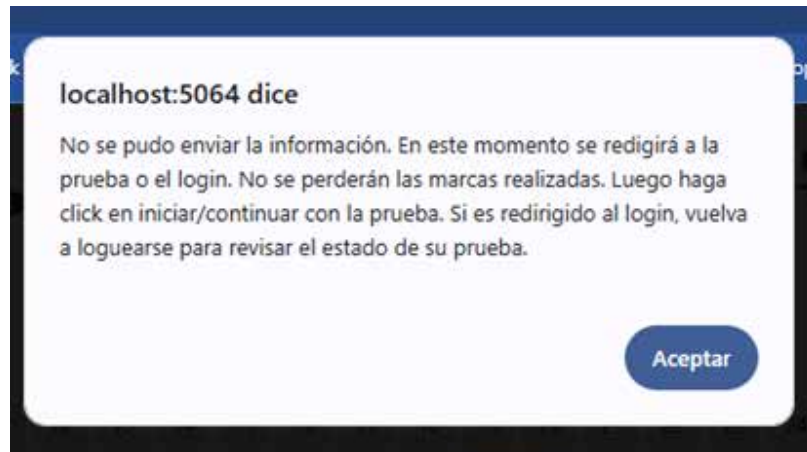 localhost:5064 dice
No se pudo enviar la información. En este momento se redigirá a la
prueba o el login. No se perderán las marcas realizadas. Luego haga
click en iniciar/continuar con la prueba. Si es redirigido al login, vuelva
a loguearse para revisar el estado de su prueba.
Aceptar